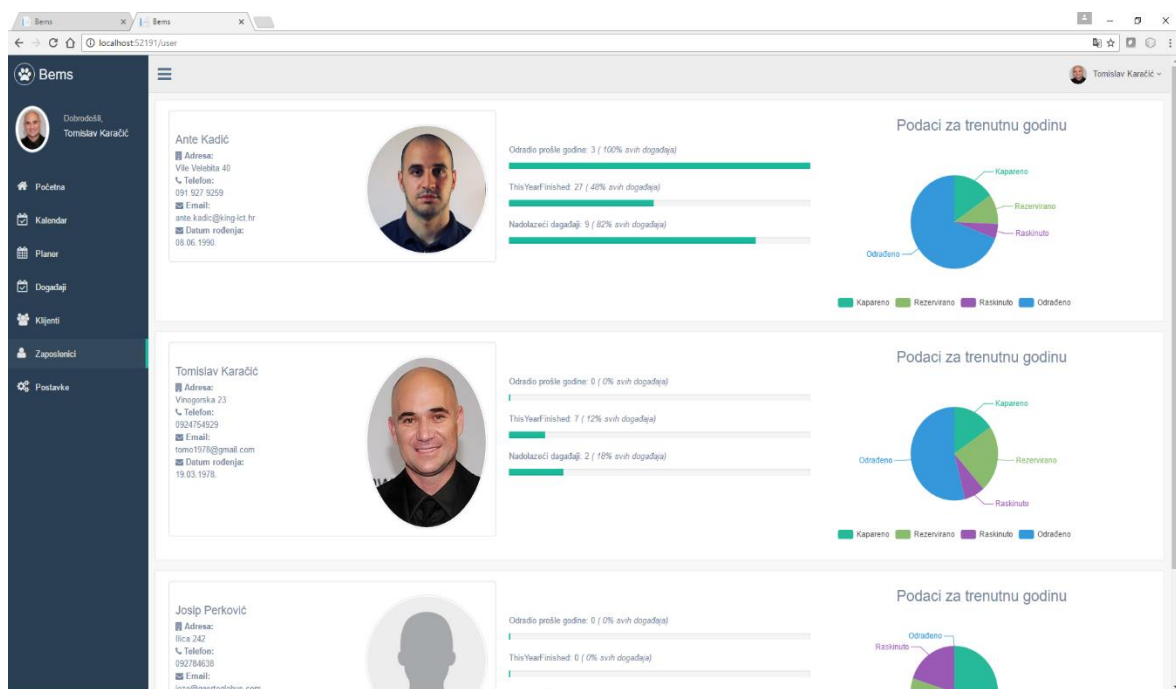 Bems
Bems
localhost:52191/user
Bems
Tomislav Karačić
Dobrodošli,
Tomislav Karačić
Početna
Kalendar
Planer
Događaji
Klijenti
Zaposlenici
Postavke
Ante Kadić
Adresa:
Vile Velebita 40
Telefon:
091 927 9259
Email:
ante.kadic@king-ict.hr
Datum rođenja:
08.06.1990.
Odradio prošle godine: 3 ( 100% svih događaja)
ThisYearFinished: 27 ( 48% svih događaja)
Nadolazeći događaji: 9 ( 82% svih događaja)
Podaci za trenutnu godinu
Kapareno
Rezervirano
Raskinuto
Odrađeno
Kapareno Rezervirano Raskinuto Odrađeno
Tomislav Karačić
Adresa:
Vinogorska 23
Telefon:
0924754929
Email:
tomo1978@gmail.com
Datum rođenja:
19.03.1978.
Odradio prošle godine: 0 ( 0% svih događaja)
ThisYearFinished: 7 ( 12% svih događaja)
Nadolazeći događaji: 2 ( 18% svih događaja)
Podaci za trenutnu godinu
Kapareno
Odrađeno
Rezervirano
Raskinuto
Kapareno Rezervirano Raskinuto Odrađeno
Josip Perković
Adresa:
Ilica 242
Telefon:
092784638
Email:
Odradio prošle godine: 0 ( 0% svih događaja)
ThisYearFinished: 0 ( 0% svih događaja)
Podaci za trenutnu godinu
Odrađeno
Raskinuto